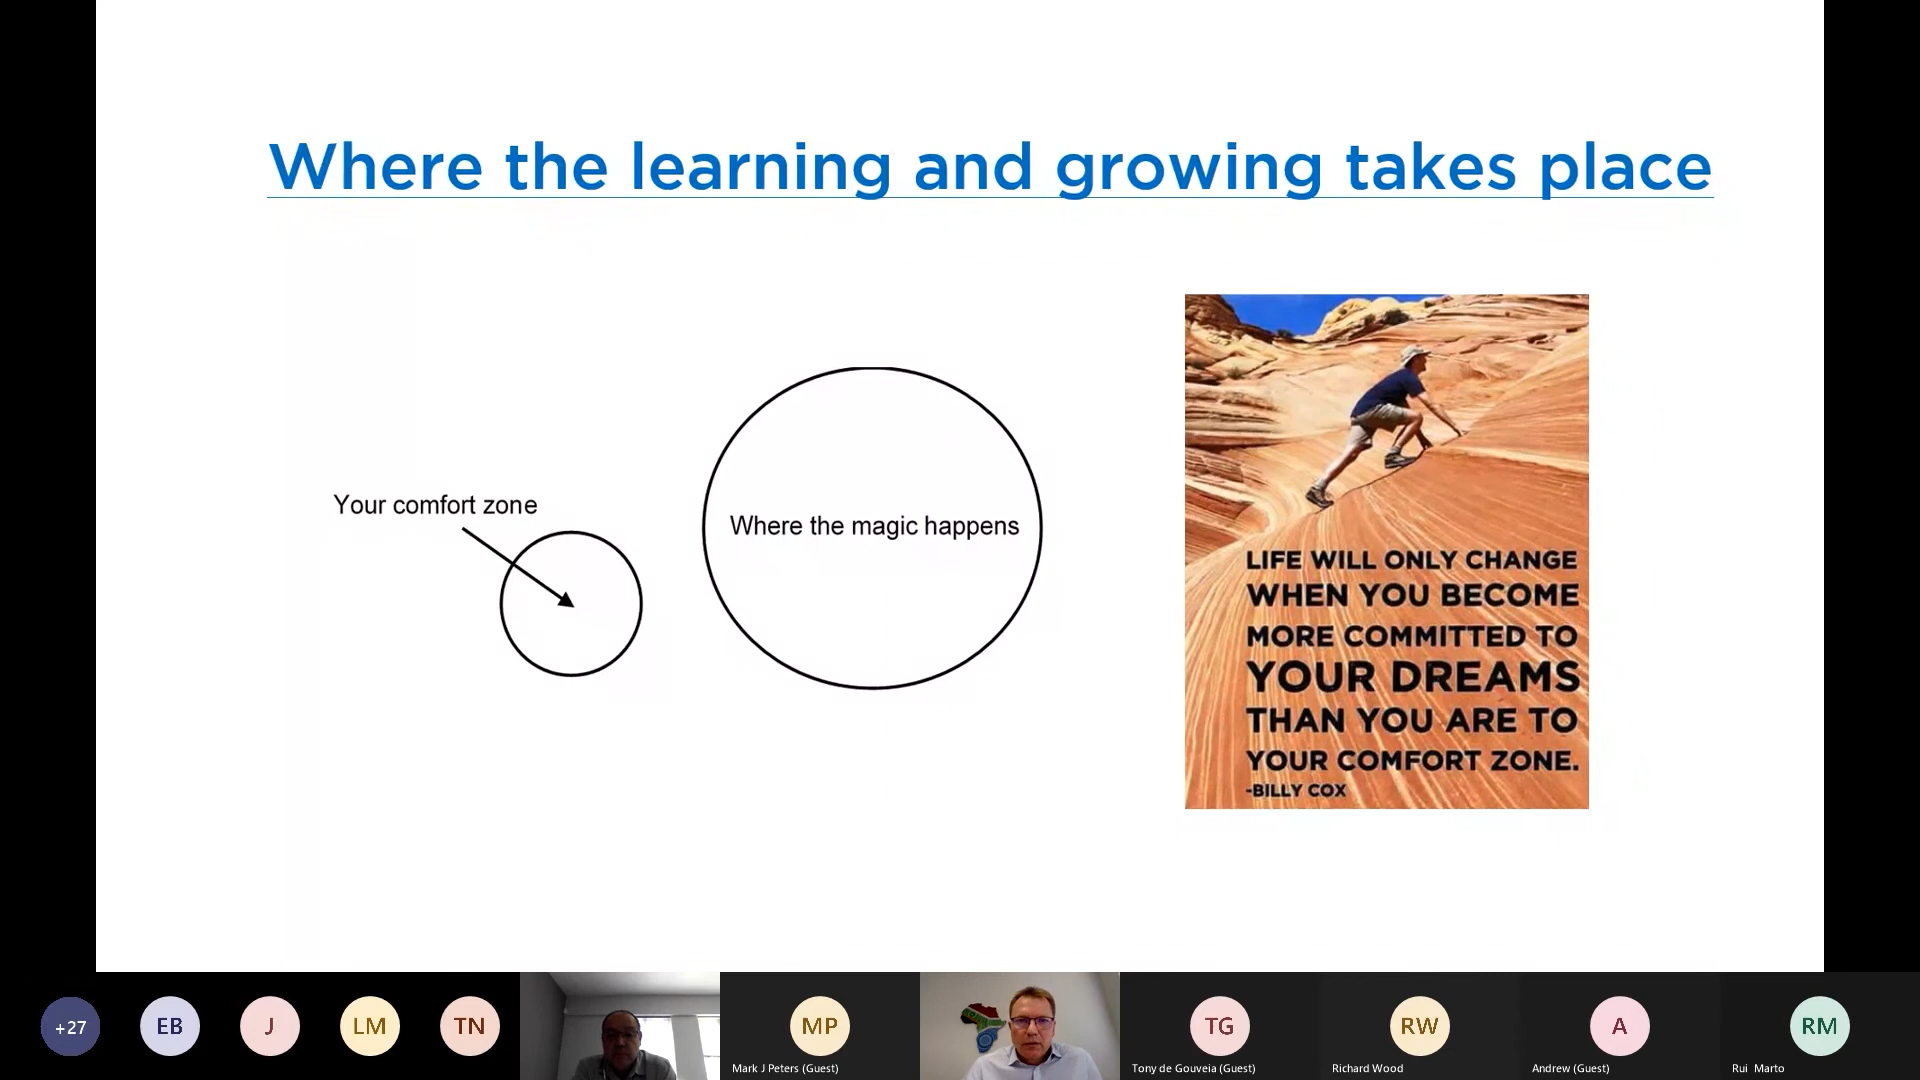 Where the learning and growing takes place
Your comfort zone
Where the magic happens
LIFE WILL ONLY CHANGE
WHEN YOU BECOME
MORE COMMITTED TO
YOUR DREAMS
THAN YOU ARE TO
YOUR COMFORT ZONE.
-BILLY COX
+27
EB
J
LM
TN
MP
TG
RW
A
RM
Mark J Peters (Guest)
Tony de Gouveia (Guest)
Richard Wood
Andrew (Guest)
Rui Marto